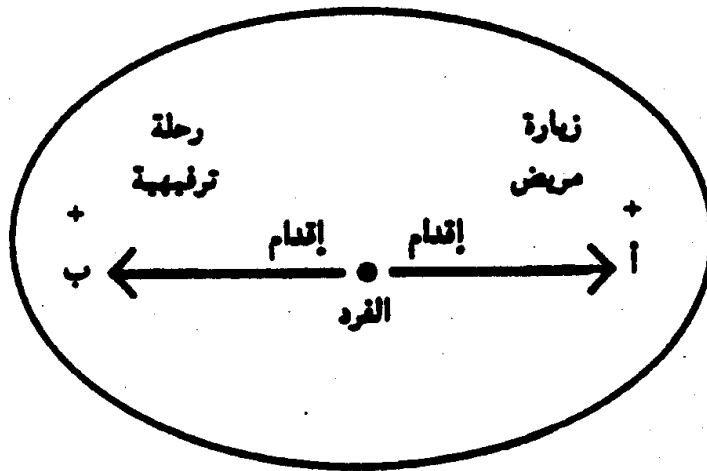 زيارة
مريض
رحلة
ترفيهية
+
+
إقدام
إقدام
أ
ب
الفرد